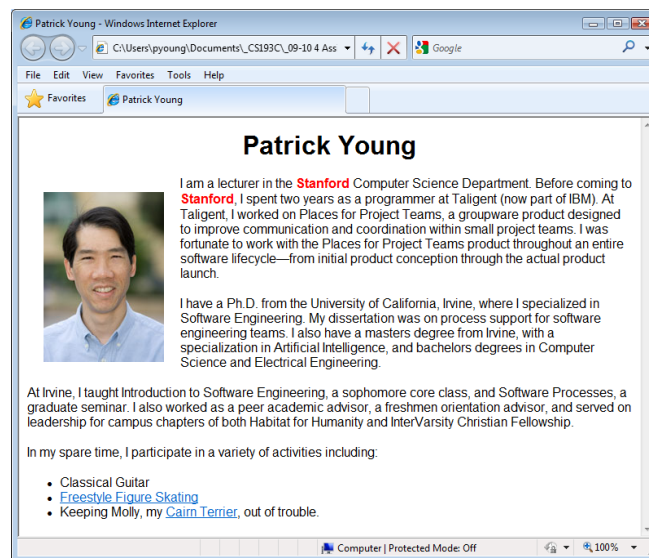 Patrick Young - Windows Internet Explorer
C:\Users\pyoung\Documents\_CS193C\_09-10 4 Ass
Google
File Edit View Favorites Tools Help
Favorites
Patrick Young
Patrick Young
I am a lecturer in the Stanford Computer Science Department. Before coming to
Stanford, I spent two years as a programmer at Taligent (now part of IBM). At
Taligent, I worked on Places for Project Teams, a groupware product designed
to improve communication and coordination within small project teams. I was
fortunate to work with the Places for Project Teams product throughout an entire
software lifecycle—from initial product conception through the actual product
launch.
I have a Ph.D. from the University of California, Irvine, where I specialized in
Software Engineering. My dissertation was on process support for software
engineering teams. I also have a masters degree from Irvine, with a
specialization in Artificial Intelligence, and bachelors degrees in Computer
Science and Electrical Engineering.
At Irvine, I taught Introduction to Software Engineering, a sophomore core class, and Software Processes, a
graduate seminar. I also worked as a peer academic advisor, a freshmen orientation advisor, and served on
leadership for campus chapters of both Habitat for Humanity and InterVarsity Christian Fellowship.
In my spare time, I participate in a variety of activities including:
• Classical Guitar
• Freestyle Figure Skating
• Keeping Molly, my Cairn Terrier, out of trouble.
Computer | Protected Mode: Off
100%